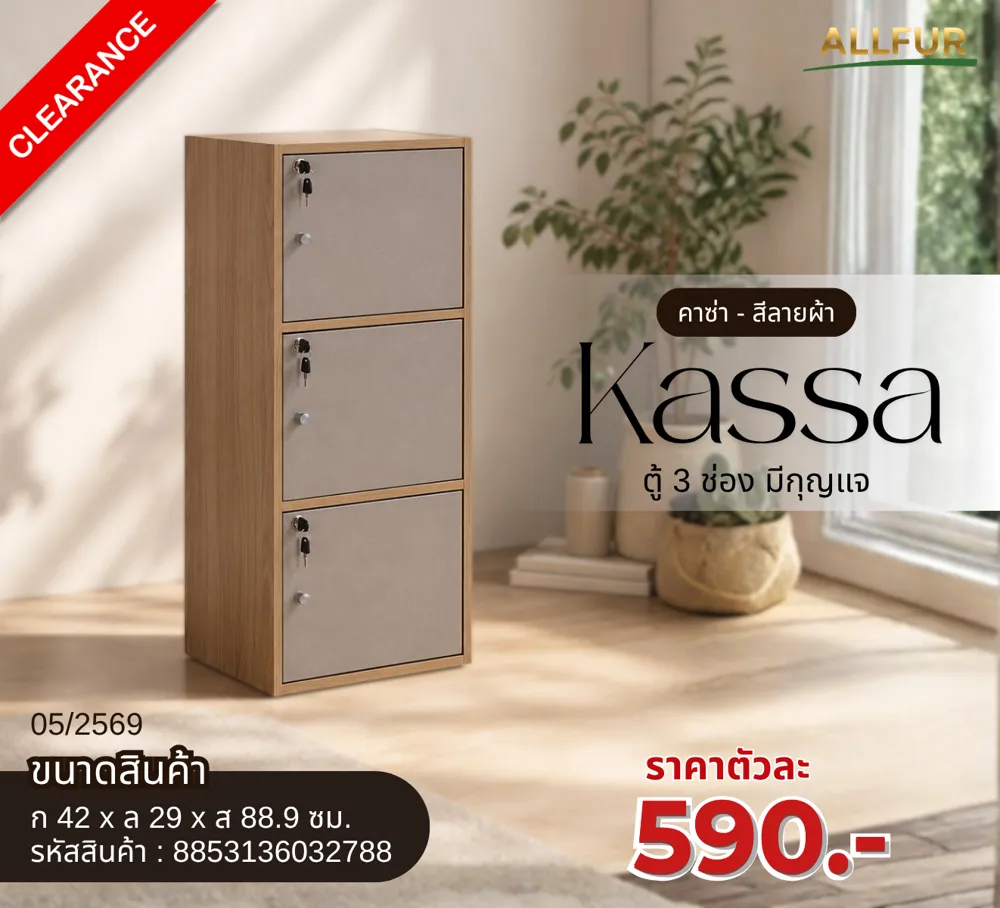 CLEARANCE
ALLFUR
คาซ่า - สีลายผ้า
Kassa
ตู้ 3 ช่อง มีกุญแจ
05/2569
ขนาดสินค้า
ก 42 x ล 29 x ส 88.9 ซม.
รหัสสินค้า : 8853136032788
ราคาตัวละ
590.-